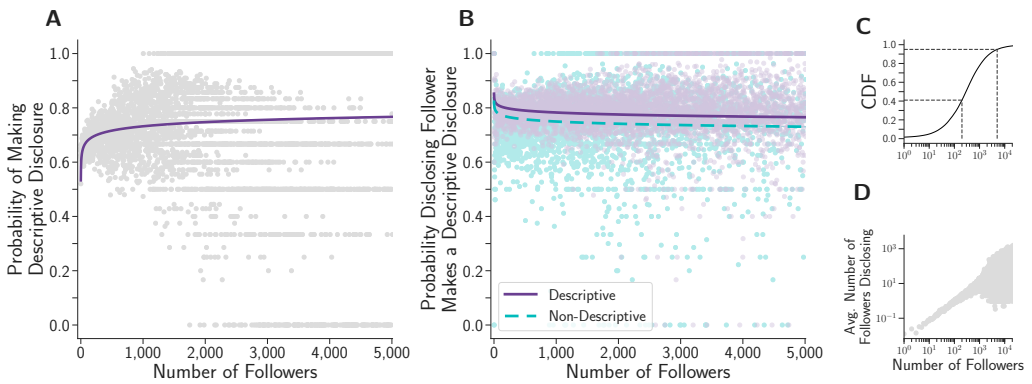 A
Probability of Making
Descriptive Disclosure
1.0
0.8
0.6
0.4
0.2
0.0
0
1,000
2,000
3,000
4,000
5,000
Number of Followers
B
Probability Disclosing Follower
Makes a Descriptive Disclosure
1.0
0.8
0.6
0.4
0.2
0.0
Descriptive
Non-Descriptive
0
1,000
2,000
3,000
4,000
5,000
Number of Followers
C
CDF
1.0
0.8
0.6
0.4
0.2
0.0
10⁰
10¹
10²
10³
10⁴
D
Avg. Number of
Followers Disclosing
10³
10¹
10⁻¹
10⁰
10¹
10²
10³
10⁴
Number of Followers